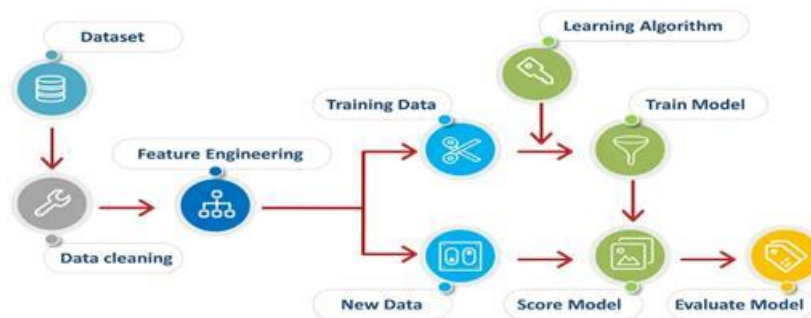 Dataset
Learning Algorithm
Training Data
Train Model
Feature Engineering
Data cleaning
New Data
Score Model
Evaluate Model